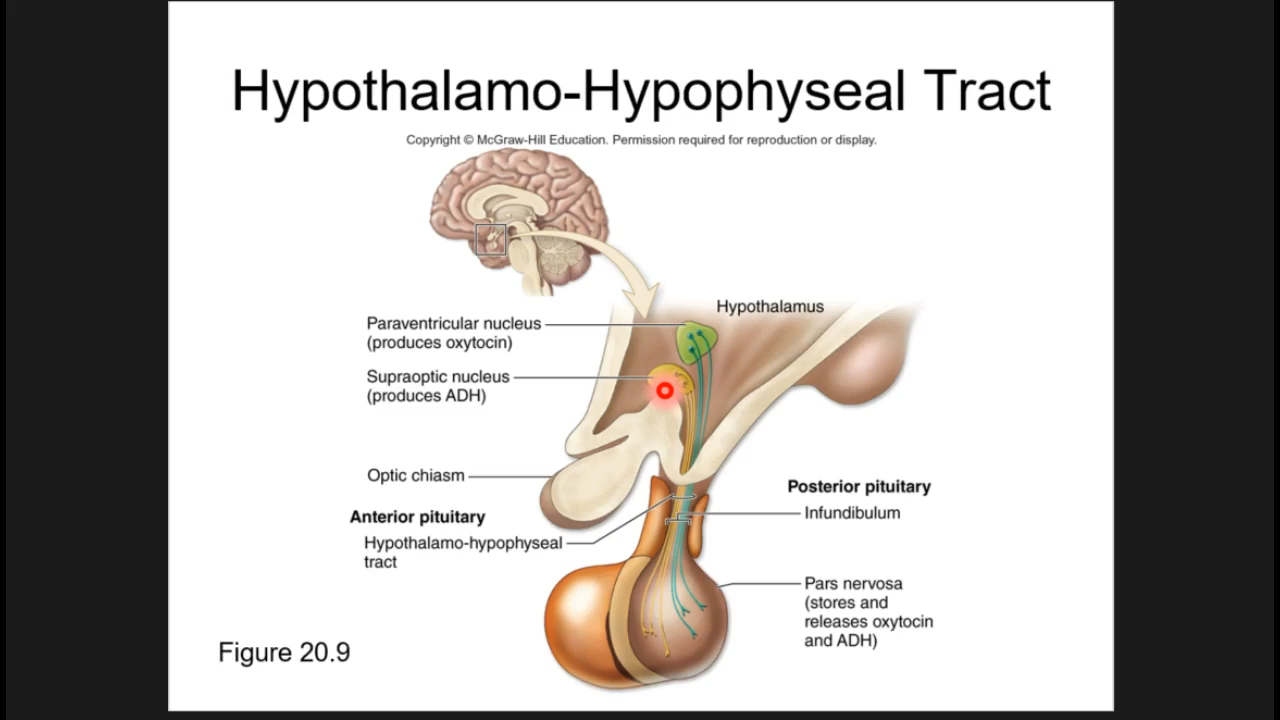 Hypothalamo-Hypophyseal Tract
Copyright © McGraw-Hill Education. Permission required for reproduction or display.
Hypothalamus
Paraventricular nucleus
(produces oxytocin)
Supraoptic nucleus
(produces ADH)
Optic chiasm
Anterior pituitary
Hypothalamo-hypophyseal
tract
Posterior pituitary
Infundibulum
Pars nervosa
(stores and
releases oxytocin
and ADH)
Figure 20.9